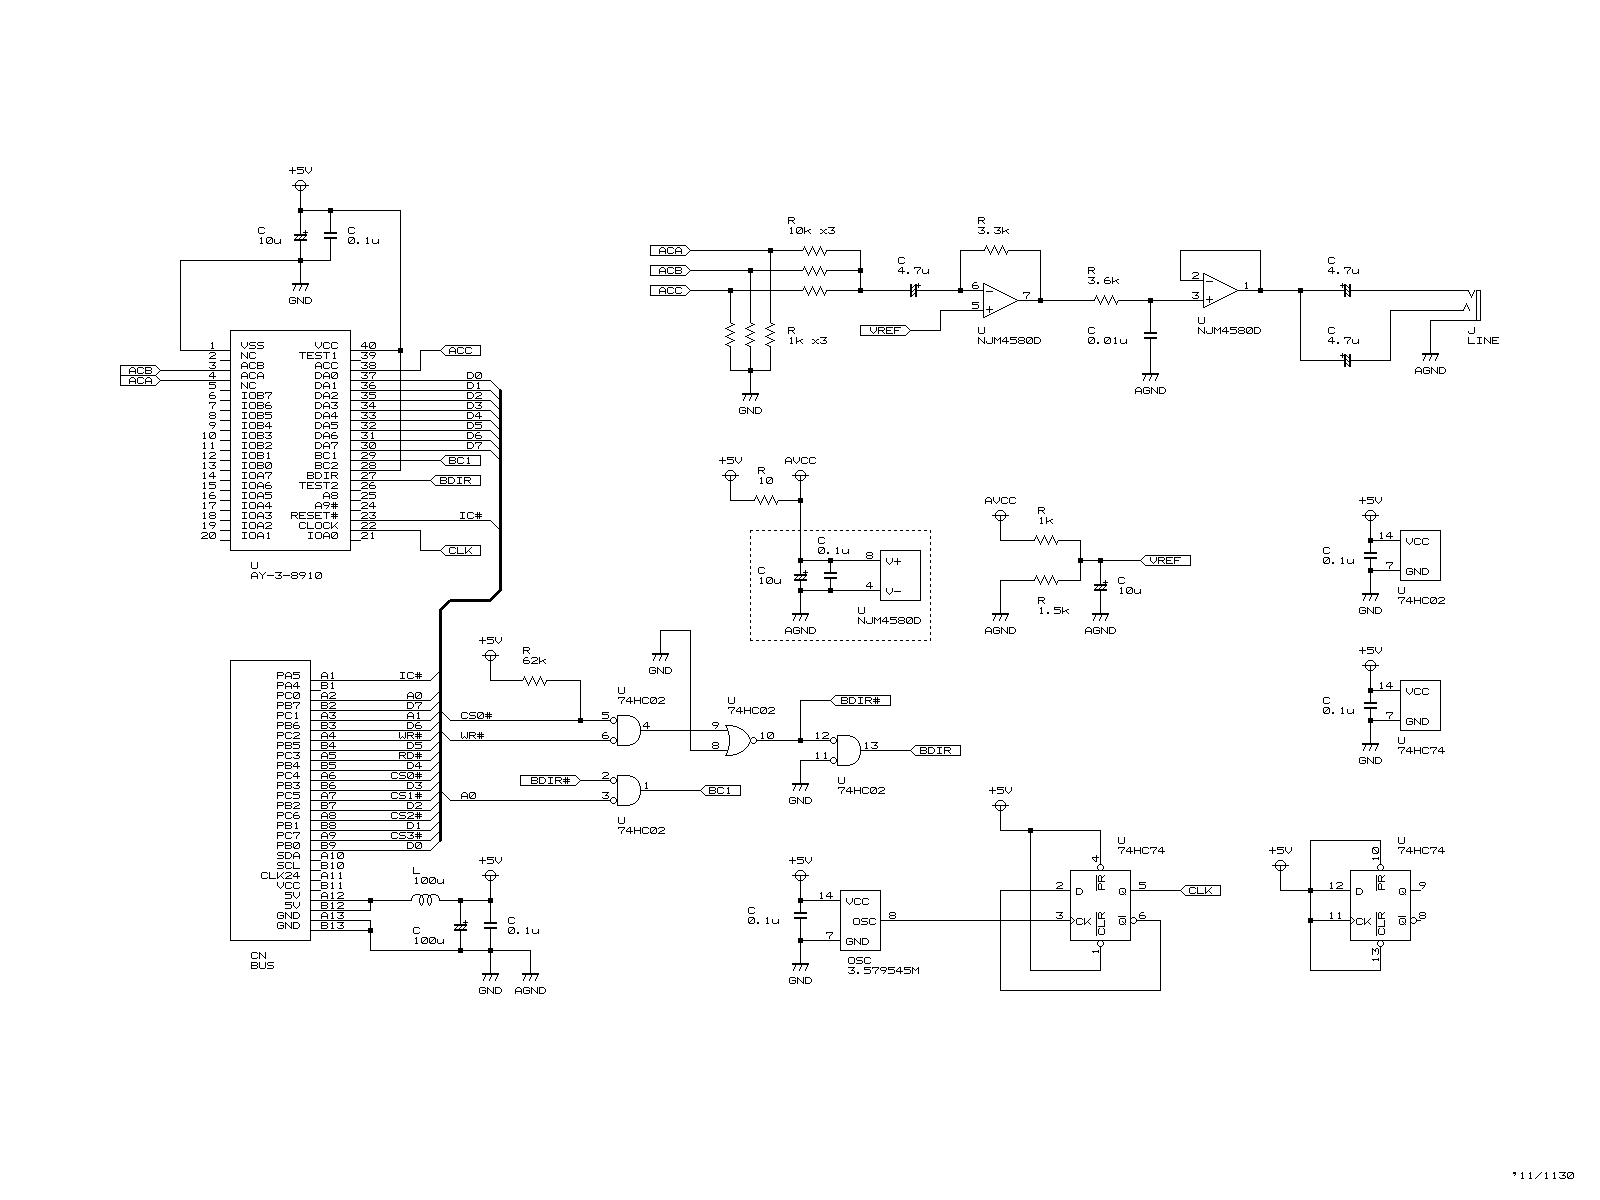 +5V
C
10u
C
0.1u
GND
1 VSS VCC 40
2 NC TEST1 39
3 ACB ACC 38
4 ACA DA0 37
5 NC DA1 36
6 IOB7 DA2 35
7 IOB6 DA3 34
8 IOB5 DA4 33
9 IOB4 DA5 32
10 IOB3 DA6 31
11 IOB2 DA7 30
12 IOB1 BC1 29
13 IOB0 BC2 28
14 IOA7 BDIR 27
15 IOA6 TEST2 26
16 IOA5 A8 25
17 IOA4 A9# 24
18 IOA3 RESET# 23
19 IOA2 CLOCK 22
20 IOA1 IOA0 21
ACB
ACA
ACC
D0
D1
D2
D3
D4
D5
D6
D7
BC1
BDIR
IC#
CLK
U
AY-3-8910
R
10k x3
ACA
ACB
ACC
R
1k x3
GND
C
4.7u
R
3.3k
VREF
6
5
7
U
NJM4580D
R
3.6k
C
0.01u
AGND
2
3
1
U
NJM4580D
C
4.7u
C
4.7u
J
LINE
AGND
+5V
R
10
AVCC
C
0.1u
C
10u
8 V+
4 V-
AGND
U
NJM4580D
AVCC
R
1k
R
1.5k
VREF
C
10u
AGND
AGND
+5V
C
0.1u
14 VCC
7 GND
GND
U
74HC02
+5V
C
0.1u
14 VCC
7 GND
GND
U
74HC74
PA5 A1 IC#
PA4 B1
PC0 A2 A0
PB7 B2 D7
PC1 A3 A1
PB6 B3 D6
PC2 A4 WR#
PB5 B4 D5
PC3 A5 RD#
PB4 B5 D4
PC4 A6 CS0#
PB3 B6 D3
PC5 A7 CS1#
PB2 B7 D2
PC6 A8 CS2#
PB1 B8 D1
PC7 A9 CS3#
PB0 B9 D0
SDA A10
SCL B10
CLK24 A11
VCC B11
5V A12
5V B12
GND A13
GND B13
CN
BUS
+5V
R
62k
CS0#
WR#
A0
5
6
4
U
74HC02
BDIR#
2
3
1
U
74HC02
BC1
GND
U
74HC02
9
8
10
BDIR#
12
11
13
GND
U
74HC02
BDIR
L
100u
+5V
C
100u
C
0.1u
GND
AGND
+5V
C
0.1u
14 VCC
OSC 8
7 GND
GND
OSC
3.579545M
+5V
U
74HC74
4
2 D PR Q 5
3 CK CLR Q 6
1
CLK
+5V
U
74HC74
10
12 D PR Q 9
11 CK CLR Q 8
13
'11/1130